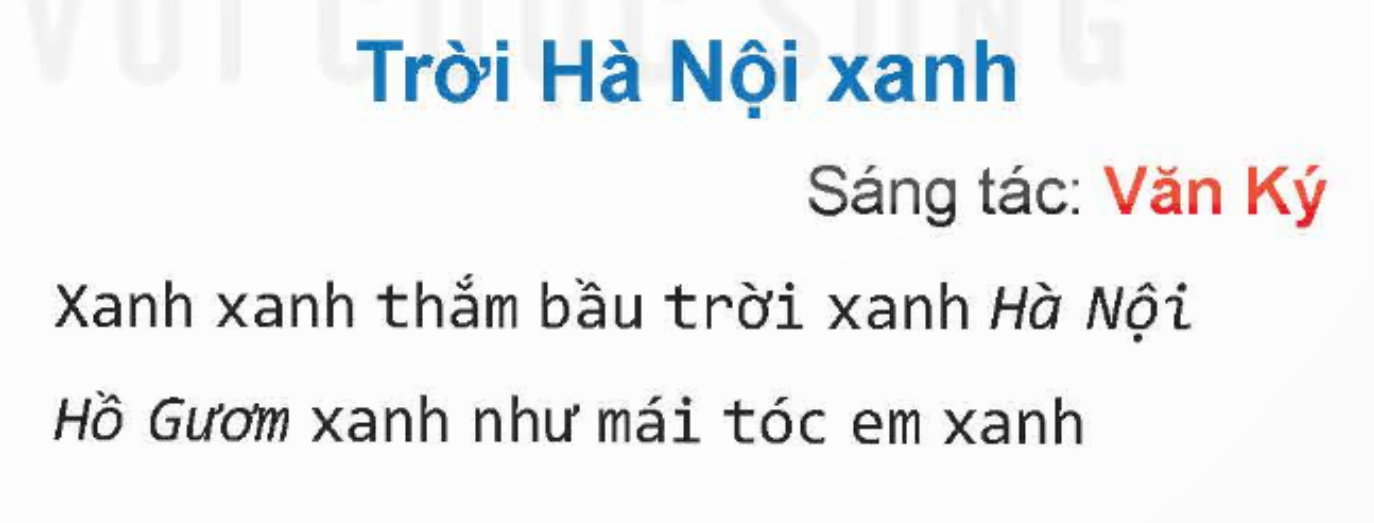 Trời Hà Nội xanh
Sáng tác: Văn Ký
Xanh xanh thắm bầu trời xanh Hà Nội
Hồ Gươm xanh như mái tóc em xanh